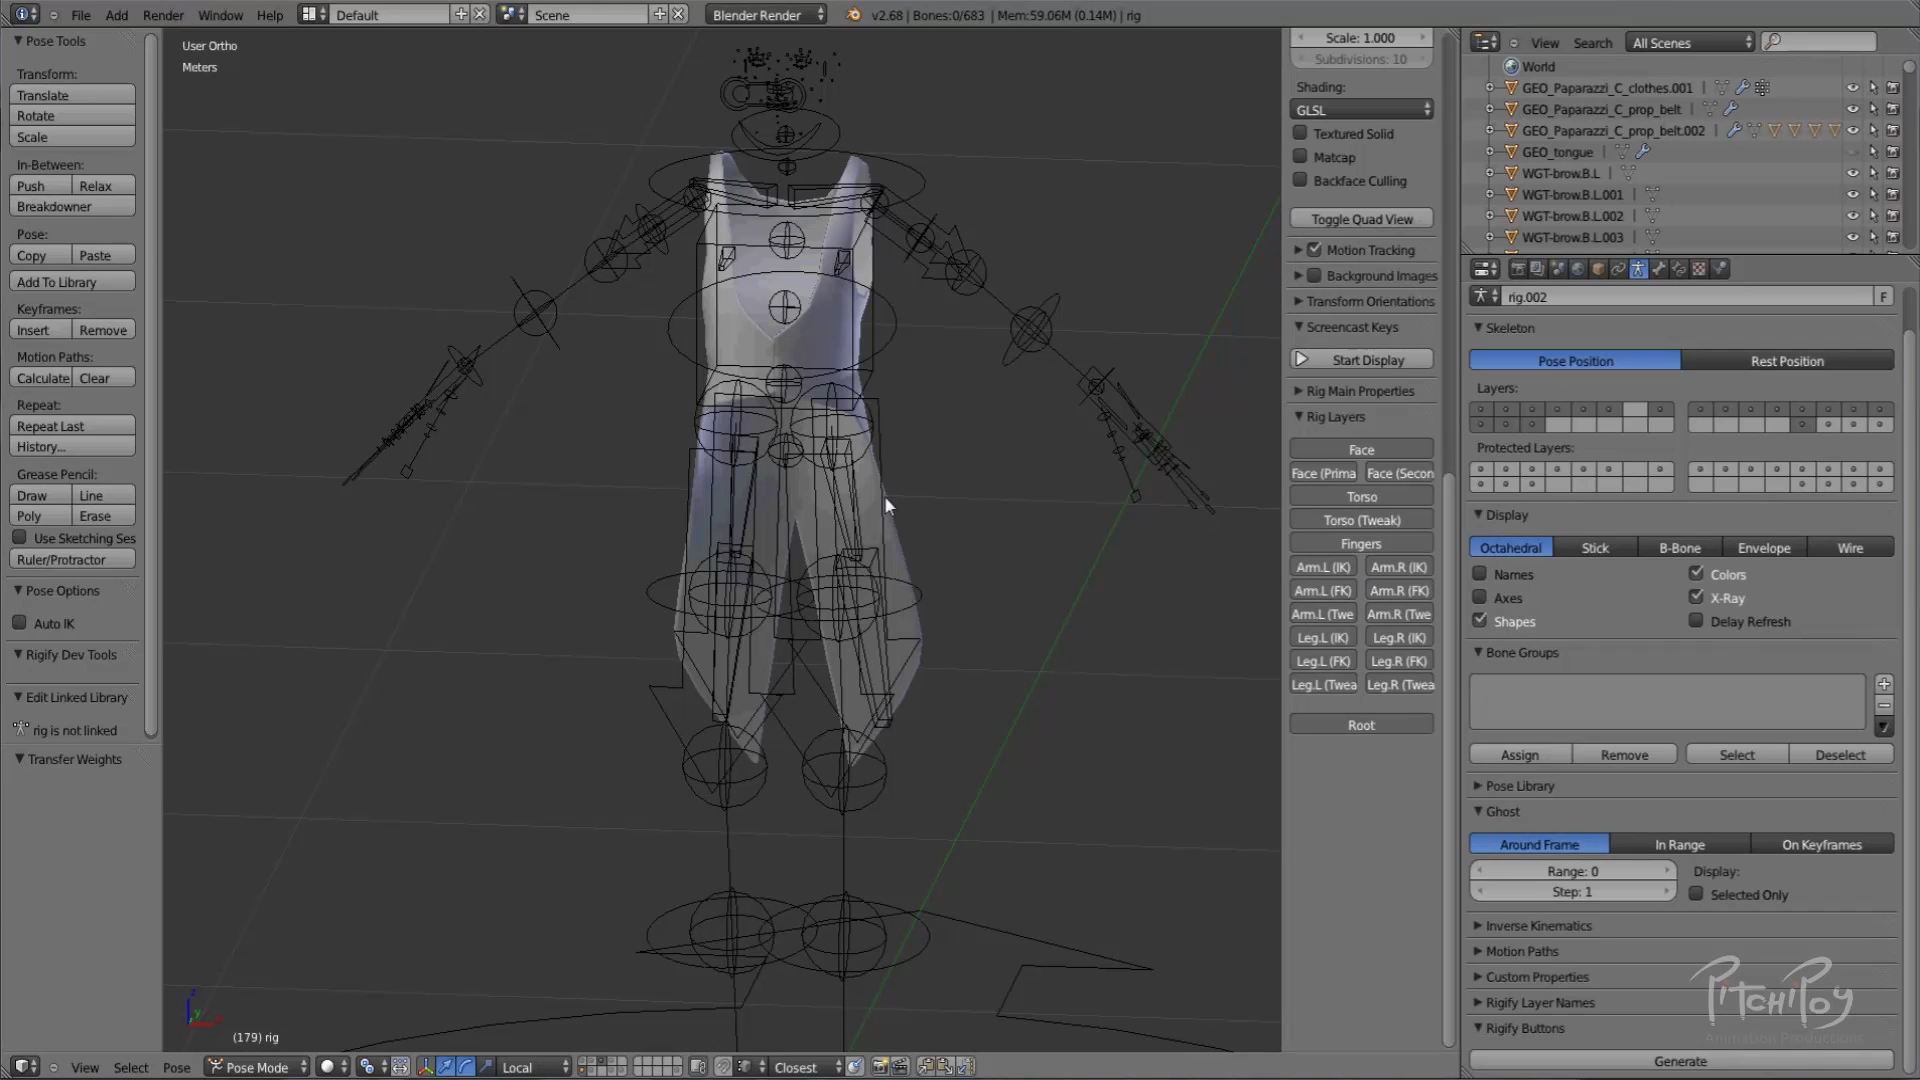 File Add Render Window Help Default Scene Blender Render v2.68 | Bones:0/683 | Mem:59.06M (0.14M) | rig
Pose Tools
Transform:
Translate
Rotate
Scale
In-Between:
Push Relax
Breakdowner
Pose:
Copy Paste
Add To Library
Keyframes:
Insert Remove
Motion Paths:
Calculate Clear
Repeat:
Repeat Last
History...
Grease Pencil:
Draw Line
Poly Erase
Use Sketching Ses
Ruler/Protractor
Pose Options
Auto IK
Rigify Dev Tools
Edit Linked Library
rig is not linked
Transfer Weights
User Ortho
Meters
z
y
(179) rig
View Select Pose Pose Mode Local Closest
Scale: 1.000
Subdivisions: 10
Shading:
GLSL
Textured Solid
Matcap
Backface Culling
Toggle Quad View
Motion Tracking
Background Images
Transform Orientations
Screencast Keys
Start Display
Rig Main Properties
Rig Layers
Face
Face (Prima Face (Secon
Torso
Torso (Tweak)
Fingers
Arm.L (IK) Arm.R (IK)
Arm.L (FK) Arm.R (FK)
Arm.L (Twe Arm.R (Twe
Leg.L (IK) Leg.R (IK)
Leg.L (FK) Leg.R (FK)
Leg.L (Twea Leg.R (Twea
Root
View Search All Scenes
World
GEO_Paparazzi_C_clothes.001
GEO_Paparazzi_C_prop_belt
GEO_Paparazzi_C_prop_belt.002
GEO_tongue
WGT-brow.B.L
WGT-brow.B.L.001
WGT-brow.B.L.002
WGT-brow.B.L.003
rig.002 F
Skeleton
Pose Position Rest Position
Layers:
Protected Layers:
Display
Octahedral Stick B-Bone Envelope Wire
Names Colors
Axes X-Ray
Shapes Delay Refresh
Bone Groups
Assign Remove Select Deselect
Pose Library
Ghost
Around Frame In Range On Keyframes
Range: 0 Display:
Step: 1 Selected Only
Inverse Kinematics
Motion Paths
Custom Properties
Rigify Layer Names
Rigify Buttons
Generate
PitchiPoy
Animation Productions